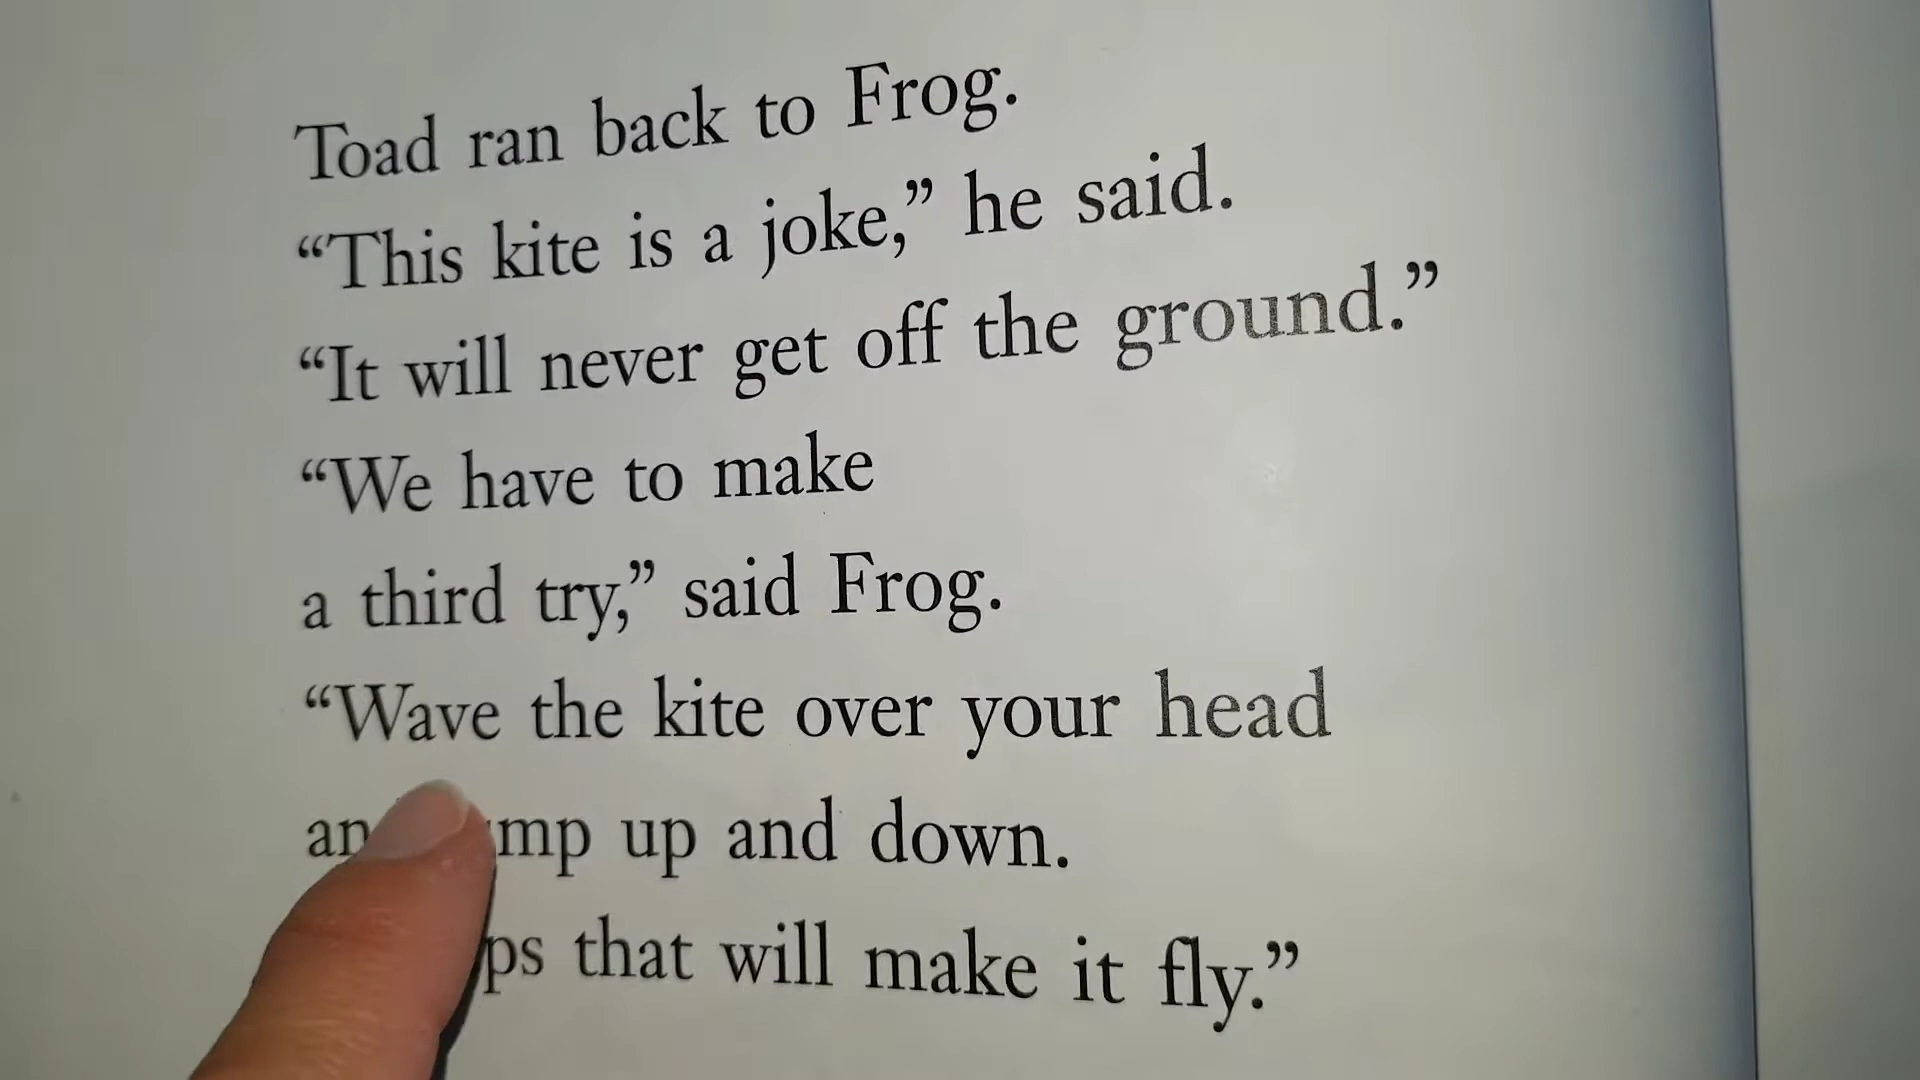 Toad ran back to Frog.
“This kite is a joke,” he said.
“It will never get off the ground.”
“We have to make
a third try,” said Frog.
“Wave the kite over your head
up and down.
that will make it fly.”